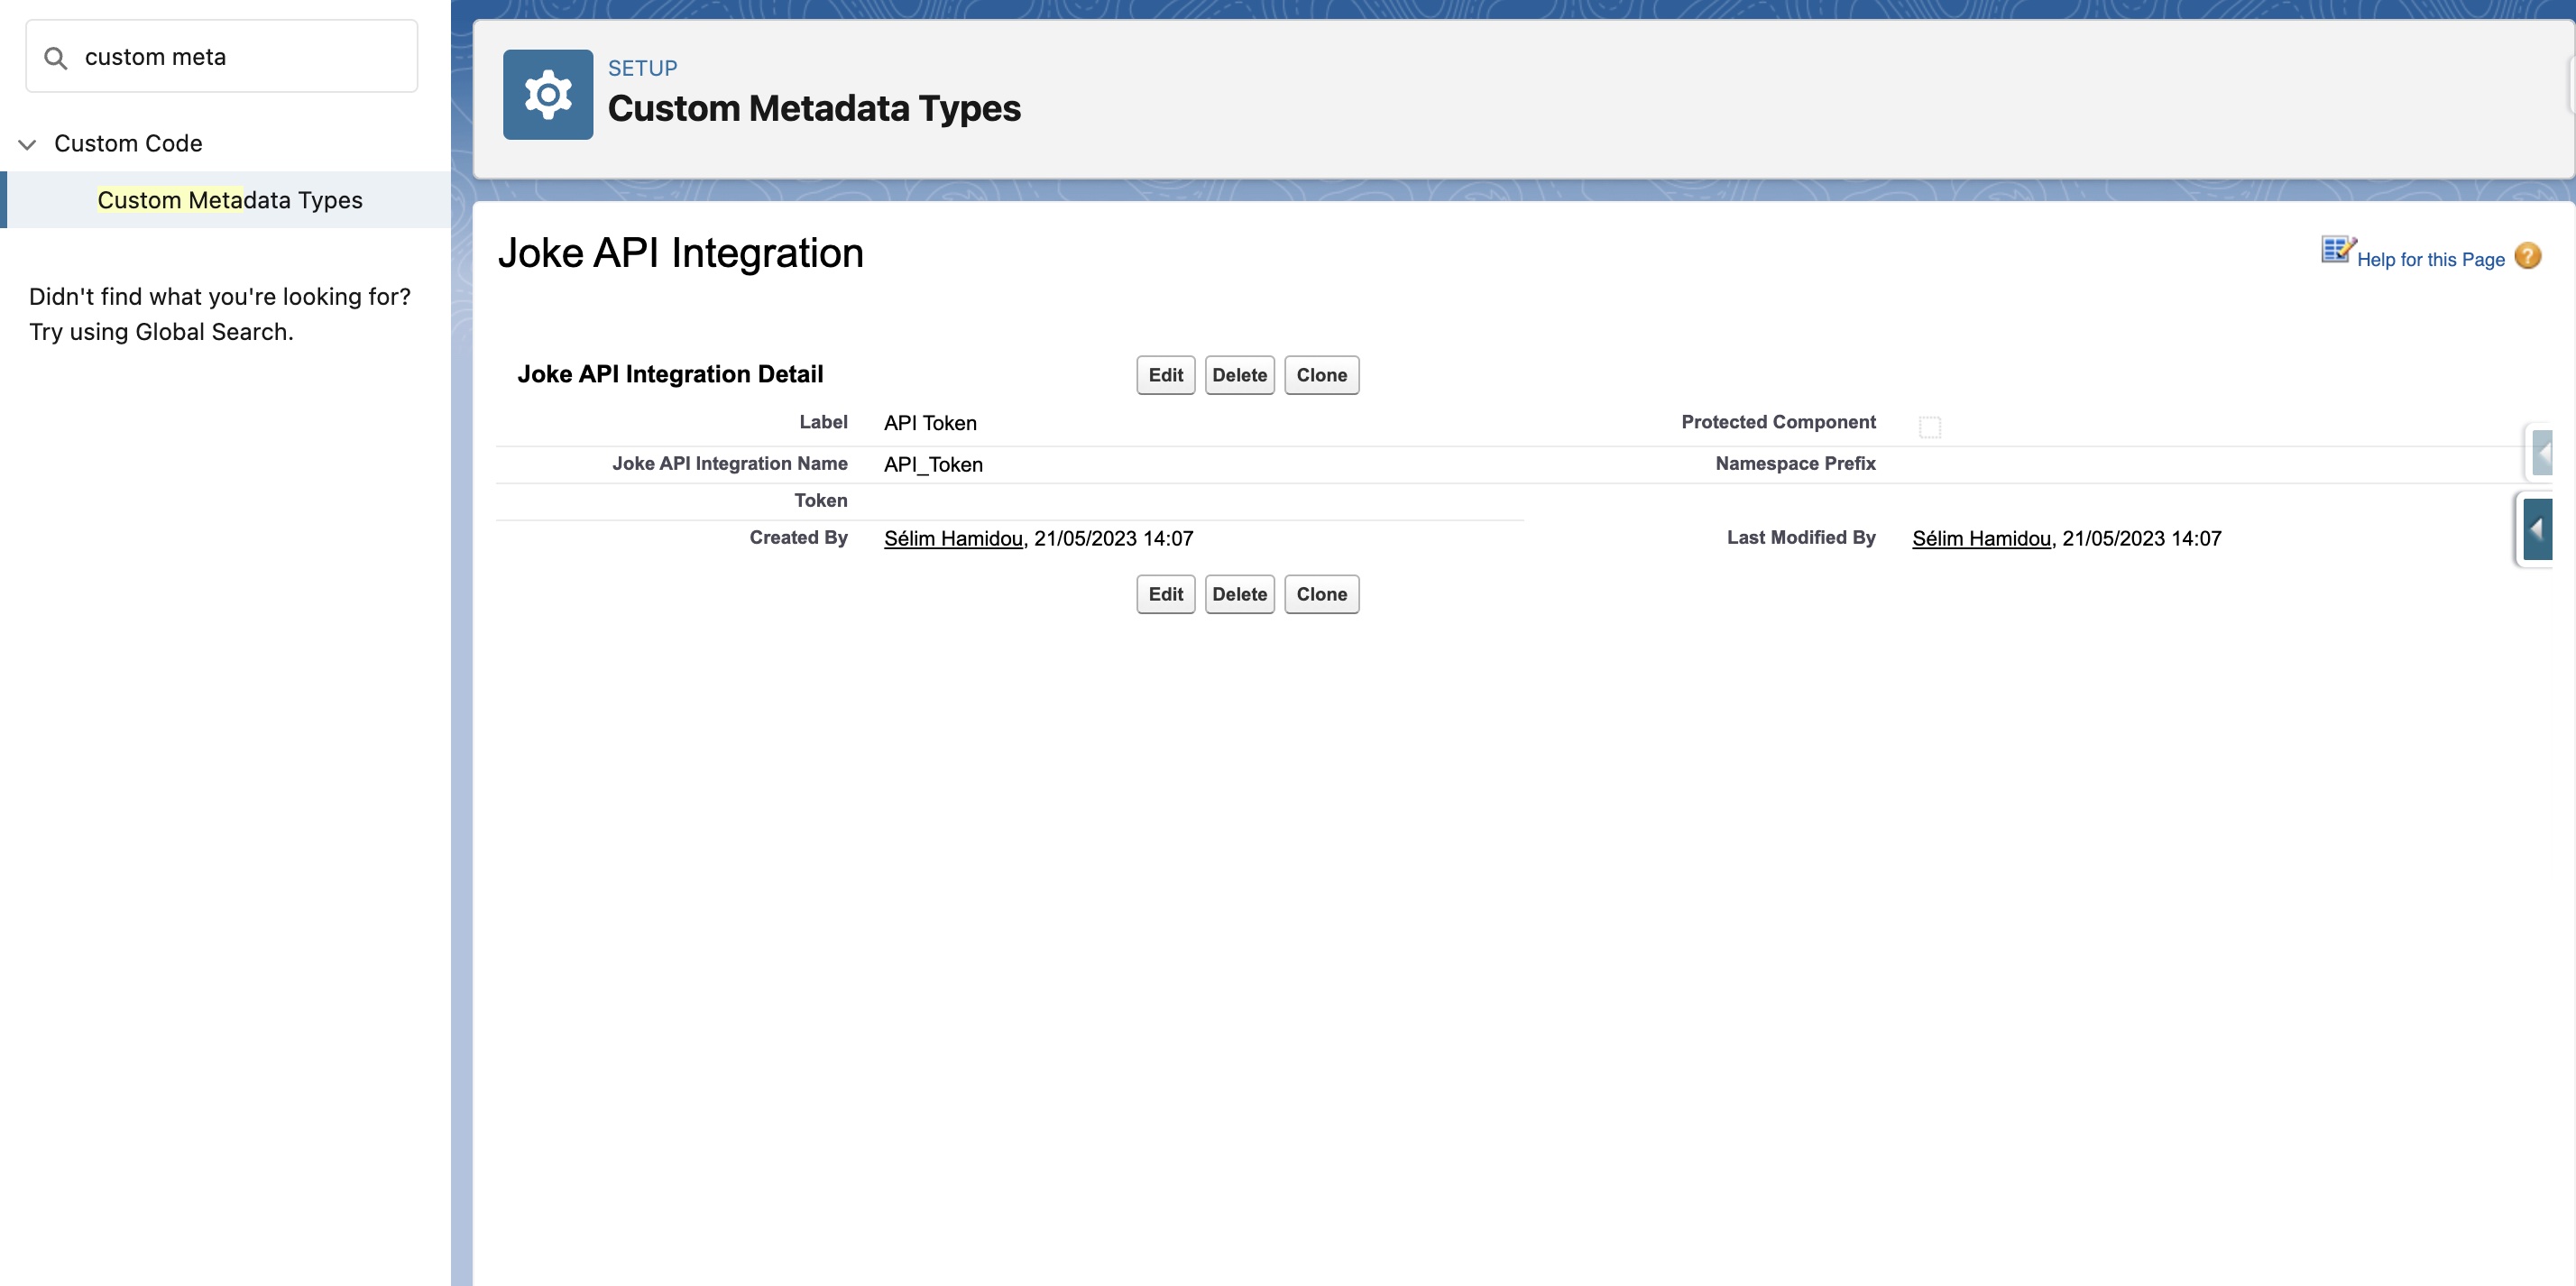 custom meta
Custom Code
Custom Metadata Types
Didn't find what you're looking for?
Try using Global Search.
SETUP
Custom Metadata Types
Joke API Integration
Help for this Page ?
Joke API Integration Detail
Edit Delete Clone
Label API Token Protected Component
Joke API Integration Name API_Token Namespace Prefix
Token
Created By Sélim Hamidou, 21/05/2023 14:07 Last Modified By Sélim Hamidou, 21/05/2023 14:07
Edit Delete Clone